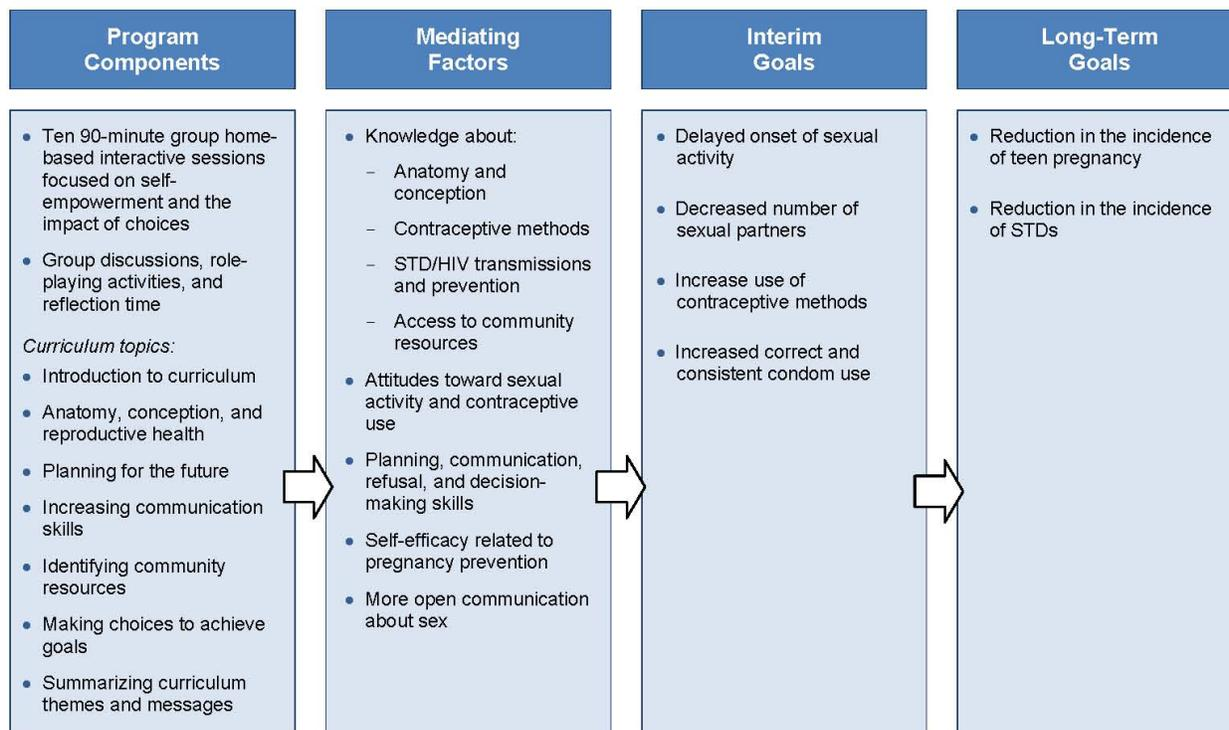 Program
Components
Mediating
Factors
Interim
Goals
Long-Term
Goals
• Ten 90-minute group home-
based interactive sessions
focused on self-
empowerment and the
impact of choices
• Group discussions, role-
playing activities, and
reflection time
Curriculum topics:
• Introduction to curriculum
• Anatomy, conception, and
reproductive health
• Planning for the future
• Increasing communication
skills
• Identifying community
resources
• Making choices to achieve
goals
• Summarizing curriculum
themes and messages
• Knowledge about:
− Anatomy and
conception
− Contraceptive methods
− STD/HIV transmissions
and prevention
− Access to community
resources
• Attitudes toward sexual
activity and contraceptive
use
• Planning, communication,
refusal, and decision-
making skills
• Self-efficacy related to
pregnancy prevention
• More open communication
about sex
• Delayed onset of sexual
activity
• Decreased number of
sexual partners
• Increase use of
contraceptive methods
• Increased correct and
consistent condom use
• Reduction in the incidence
of teen pregnancy
• Reduction in the incidence
of STDs